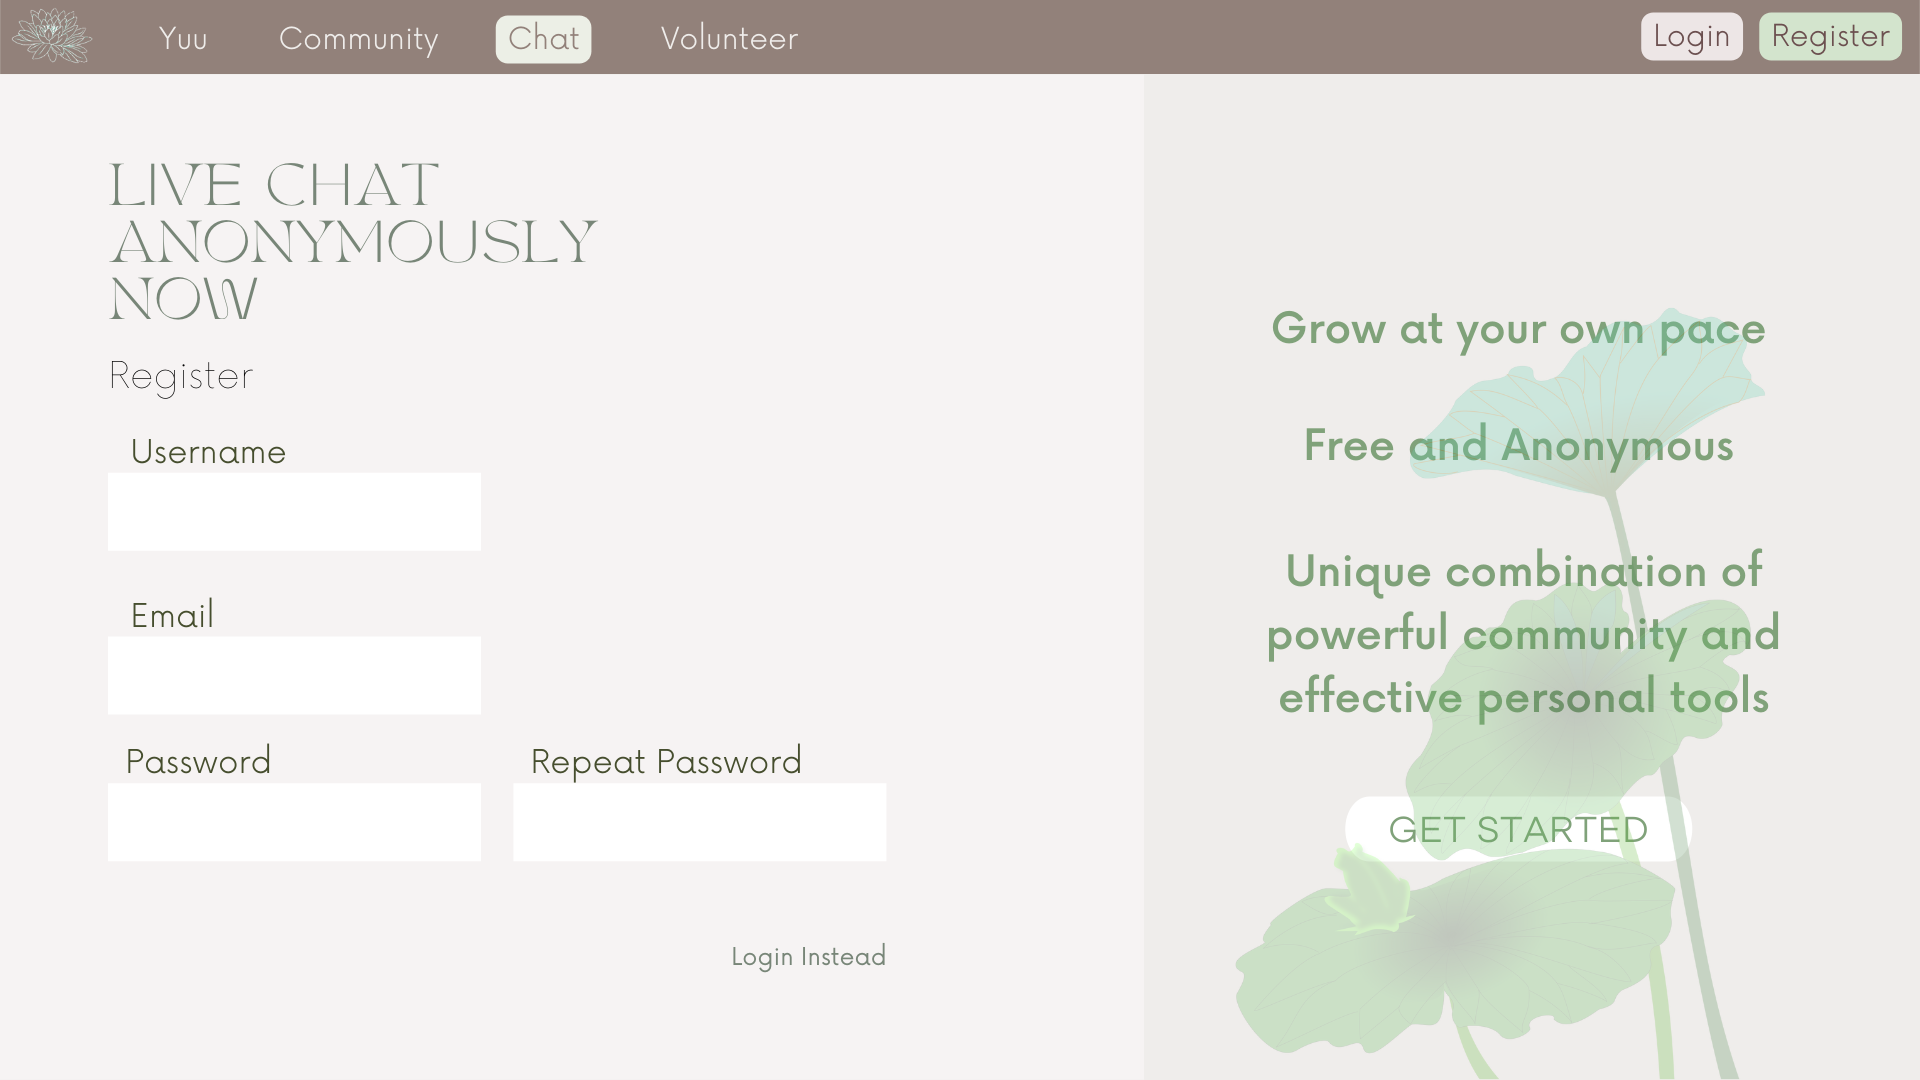 Yuu
Community
Chat
Volunteer
Login
Register
LIVE CHAT
ANONYMOUSLY
NOW
Register
Username
Email
Password
Repeat Password
Login Instead
Grow at your own pace
Free and Anonymous
Unique combination of
powerful community and
effective personal tools
GET STARTED